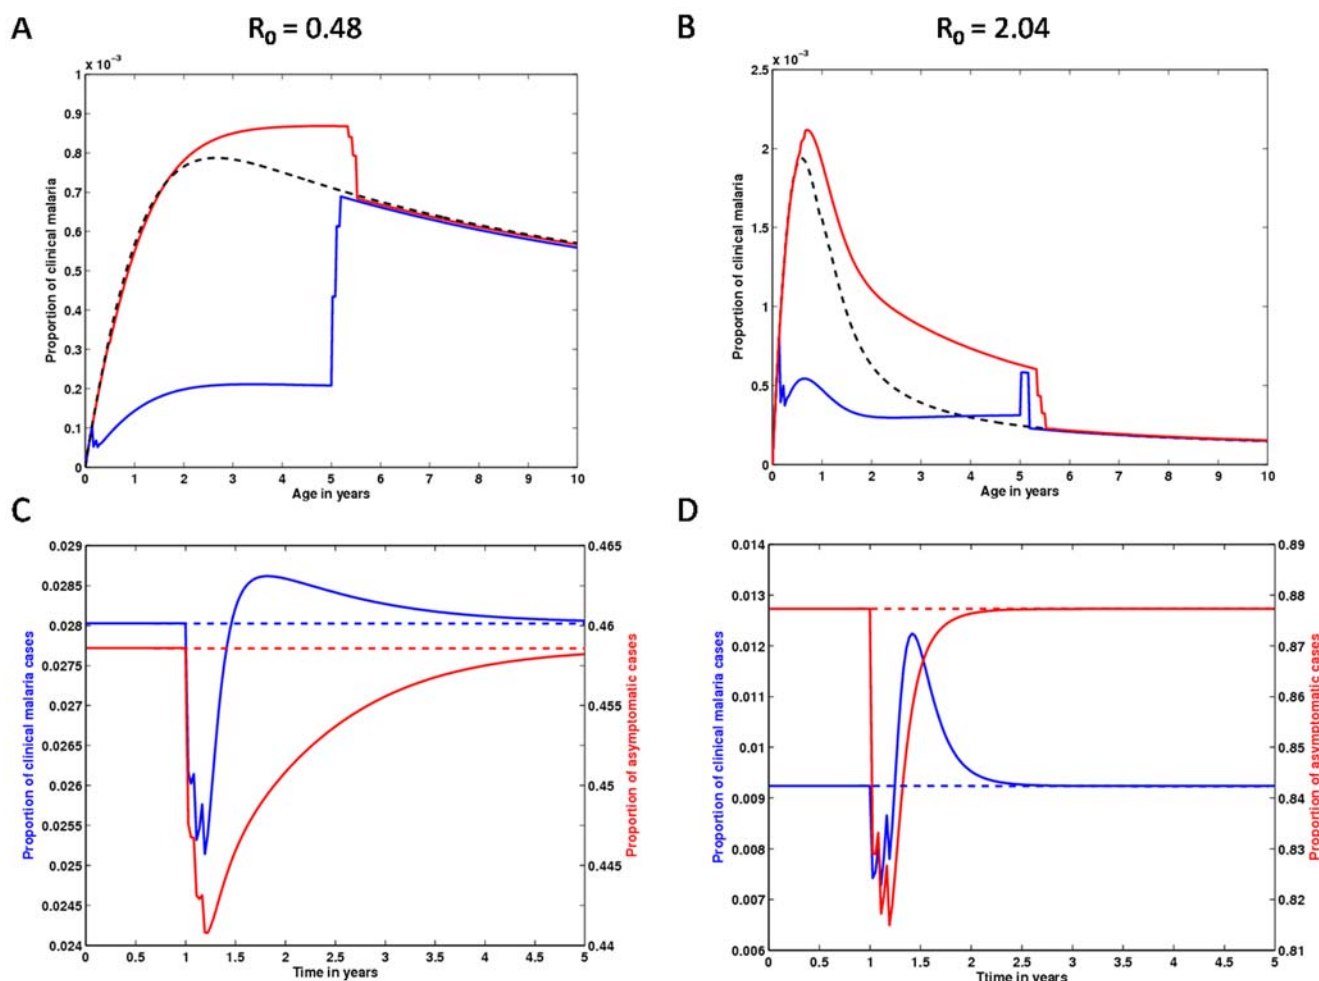 A
R0 = 0.48
x 10⁻³
1
0.9
0.8
0.7
0.6
0.5
0.4
0.3
0.2
0.1
0
Proportion of clinical malaria
0 1 2 3 4 5 6 7 8 9 10
Age in years
B
R0 = 2.04
x 10⁻³
2.5
2
1.5
1
0.5
0
Proportion of clinical malaria
0 1 2 3 4 5 6 7 8 9 10
Age in years
C
0.029
0.0285
0.028
0.0275
0.027
0.0265
0.026
0.0255
0.025
0.0245
0.024
Proportion of clinical malaria cases
0.465
0.46
0.455
0.45
0.445
0.44
Proportion of asymptomatic cases
0 0.5 1 1.5 2 2.5 3 3.5 4 4.5 5
Time in years
D
0.014
0.013
0.012
0.011
0.01
0.009
0.008
0.007
0.006
Proportion of clinical malaria cases
0.89
0.88
0.87
0.86
0.85
0.84
0.83
0.82
0.81
Proportion of asymptomatic cases
0 0.5 1 1.5 2 2.5 3 3.5 4 4.5 5
Ttime in years